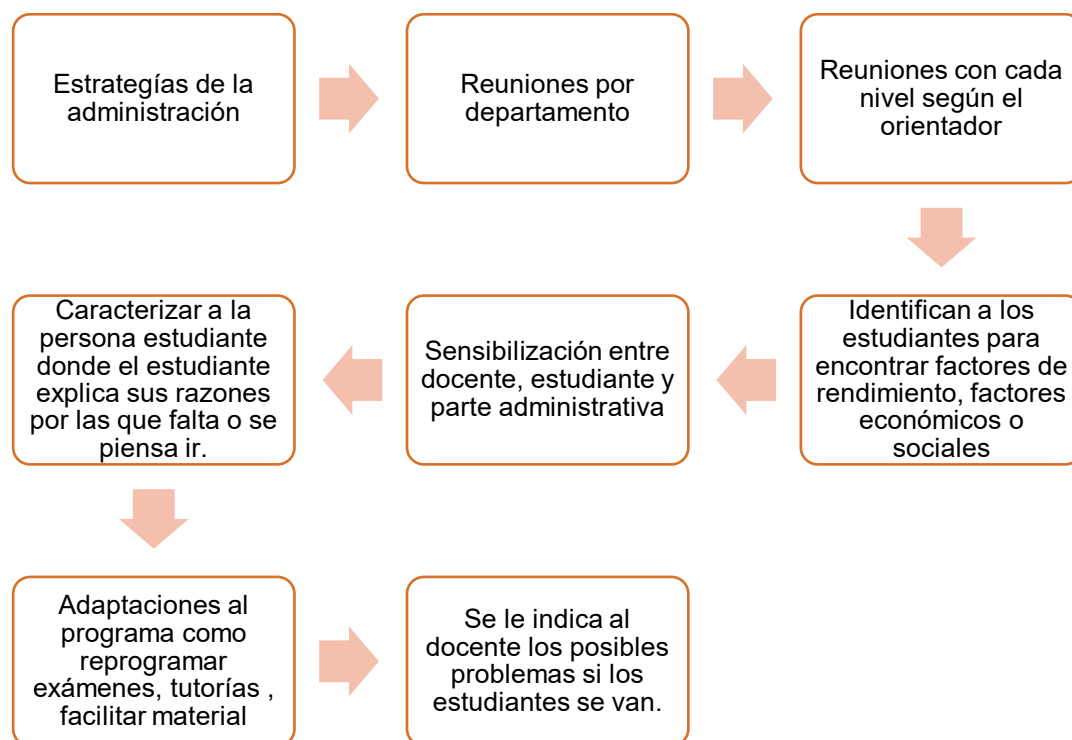 Estrategías de la
administración
Reuniones por
departamento
Reuniones con cada
nivel según el
orientador
Identifican a los
estudiantes para
encontrar factores de
rendimiento, factores
económicos o
sociales
Sensibilización entre
docente, estudiante y
parte administrativa
Caracterizar a la
persona estudiante
donde el estudiante
explica sus razones
por las que falta o se
piensa ir.
Adaptaciones al
programa como
reprogramar
exámenes, tutorías ,
facilitar material
Se le indica al
docente los posibles
problemas si los
estudiantes se van.